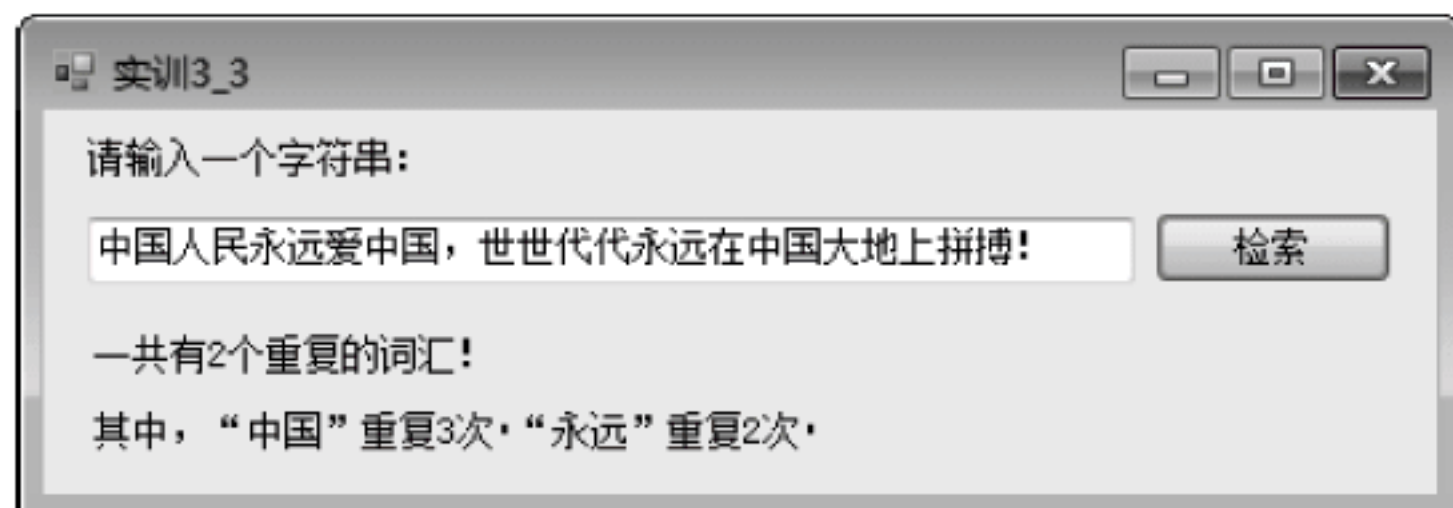 实训3_3
请输入一个字符串:
中国人民永远爱中国，世世代代永远在中国大地上拼搏！ 检索
一共有2个重复的词汇！
其中，“中国”重复3次·“永远”重复2次·